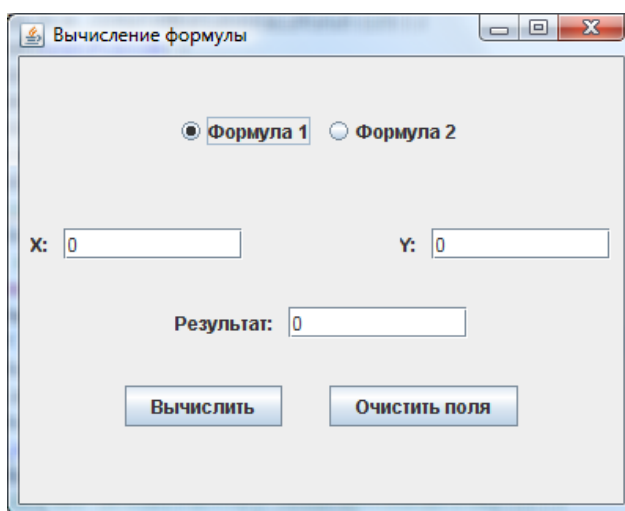 Вычисление формулы
Формула 1 Формула 2
X: 0 Y: 0
Результат: 0
Вычислить Очистить поля